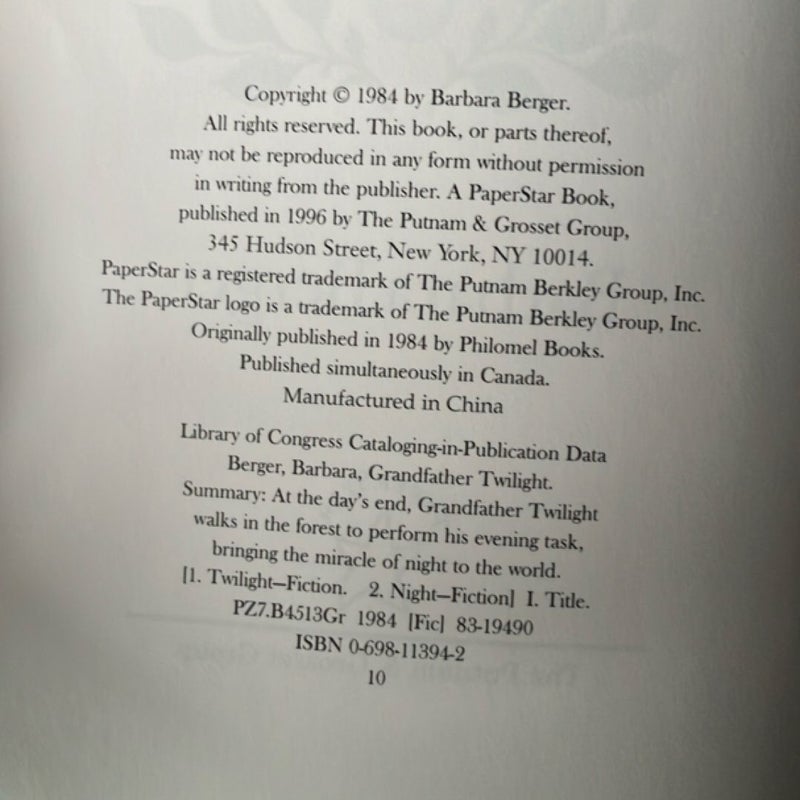 Copyright © 1984 by Barbara Berger.
All rights reserved. This book, or parts thereof,
may not be reproduced in any form without permission
in writing from the publisher. A PaperStar Book,
published in 1996 by The Putnam & Grosset Group,
345 Hudson Street, New York, NY 10014.
PaperStar is a registered trademark of The Putnam Berkley Group, Inc.
The PaperStar logo is a trademark of The Putnam Berkley Group, Inc.
Originally published in 1984 by Philomel Books.
Published simultaneously in Canada.
Manufactured in China
Library of Congress Cataloging-in-Publication Data
Berger, Barbara, Grandfather Twilight.
Summary: At the day's end, Grandfather Twilight
walks in the forest to perform his evening task,
bringing the miracle of night to the world.
[1. Twilight—Fiction. 2. Night—Fiction] I. Title.
PZ7.B4513Gr 1984 [Fic] 83-19490
ISBN 0-698-11394-2
10